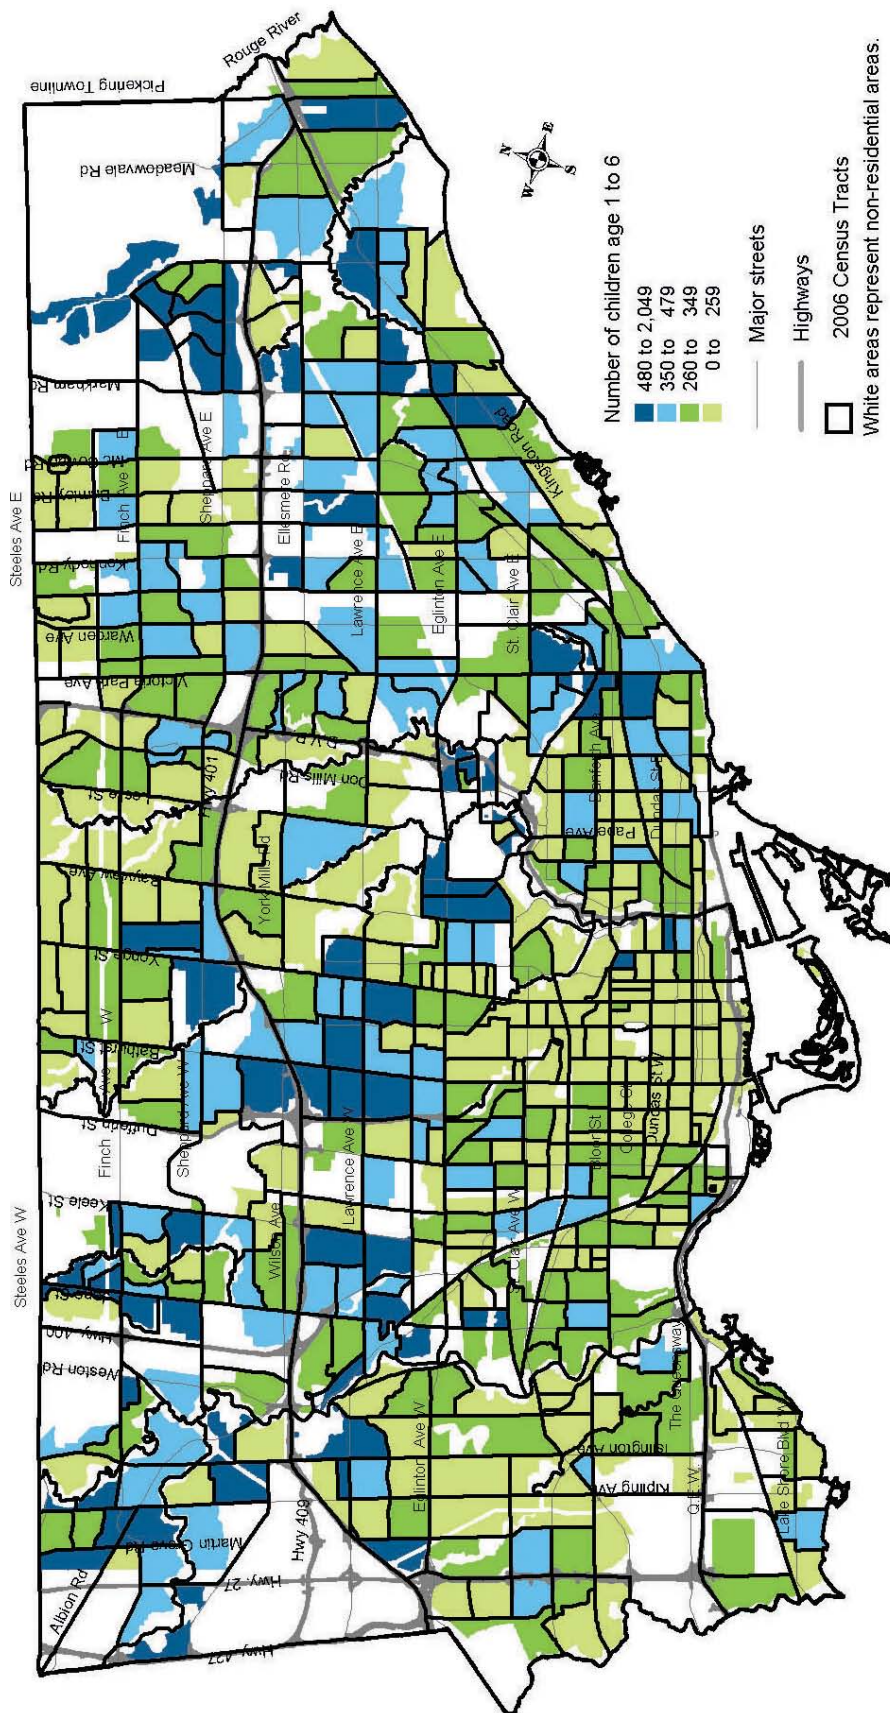 Steeles Ave W
Steeles Ave E
Albion Rd
Hwy. 427
Hwy. 27
Martin Grove Rd
Weston Rd
Hwy. 400
Keele St
Dufferin St
Bathurst St
Yonge St
Bayview Ave
Leslie St
Don Mills Rd
D.V.P.
Victoria Park Ave
Warden Ave
Kennedy Rd
Brimley Rd
Markham Rd
Meadowvale Rd
Pickering Townline
Rouge River
Finch Ave W
Finch Ave E
Sheppard Ave W
Sheppard Ave E
Hwy 409
Hwy 401
Wilson Ave
York Mills Rd
Ellesmere Rd
Lawrence Ave W
Lawrence Ave E
Eglinton Ave W
Eglinton Ave E
St. Clair Ave E
Kingston Road
Danforth Ave
Pape Ave
Dundas St E
Bloor St
College St
Dundas St W
The Queensway
Islington Ave
Kipling Ave
Q.E.W.
Lake Shore Blvd W
N
W
E
S
Number of children age 1 to 6
480 to 2,049
350 to 479
260 to 349
0 to 259
Major streets
Highways
2006 Census Tracts
White areas represent non-residential areas.